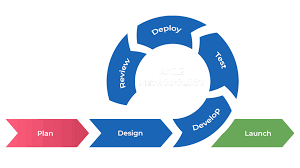 Plan
Design
Develop
Test
Deploy
Review
Launch